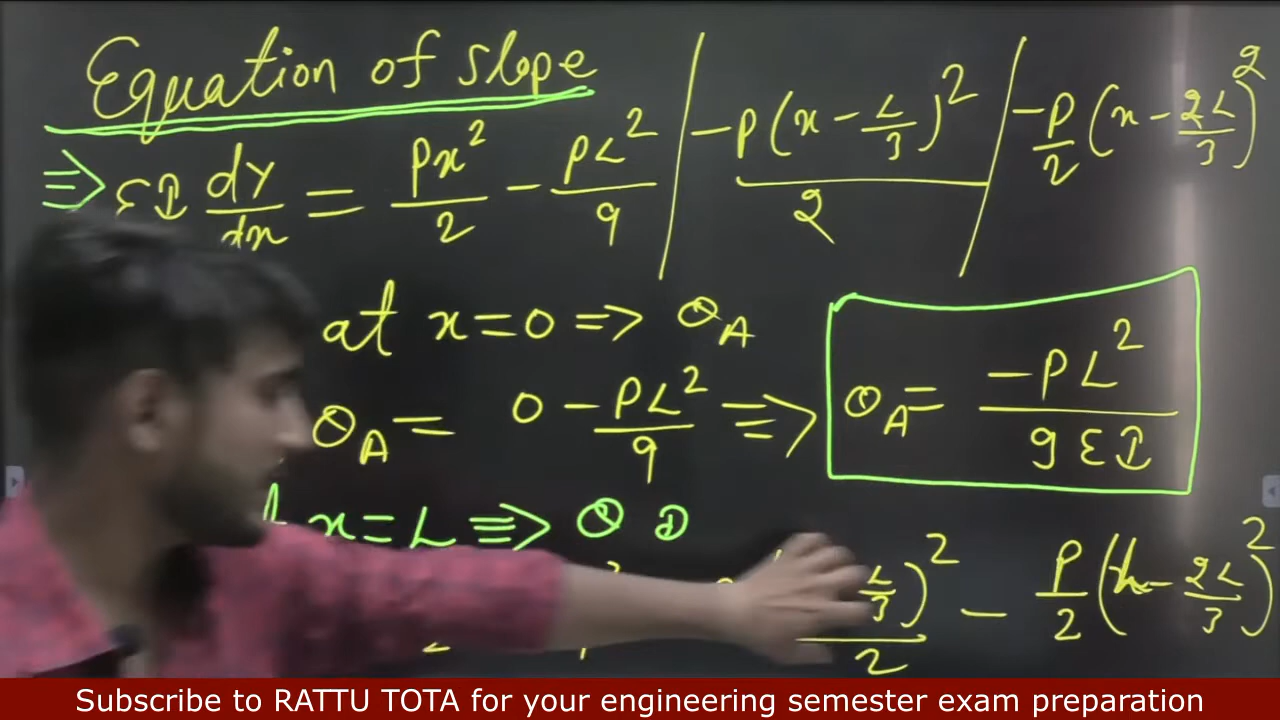 Equation of slope
⇛ EI dy/dx = Px²/2 - PL²/9 | -P(x - L/3)²/2 | -P/2 (x - 2L/3)²
at x=0 => θA
θA = 0 - PL²/9 ⇛ θA = -PL²/9EI
x=L ⇛ θ D
L/3)²/2 - P/2 (L - 2L/3)²
Subscribe to RATTU TOTA for your engineering semester exam preparation